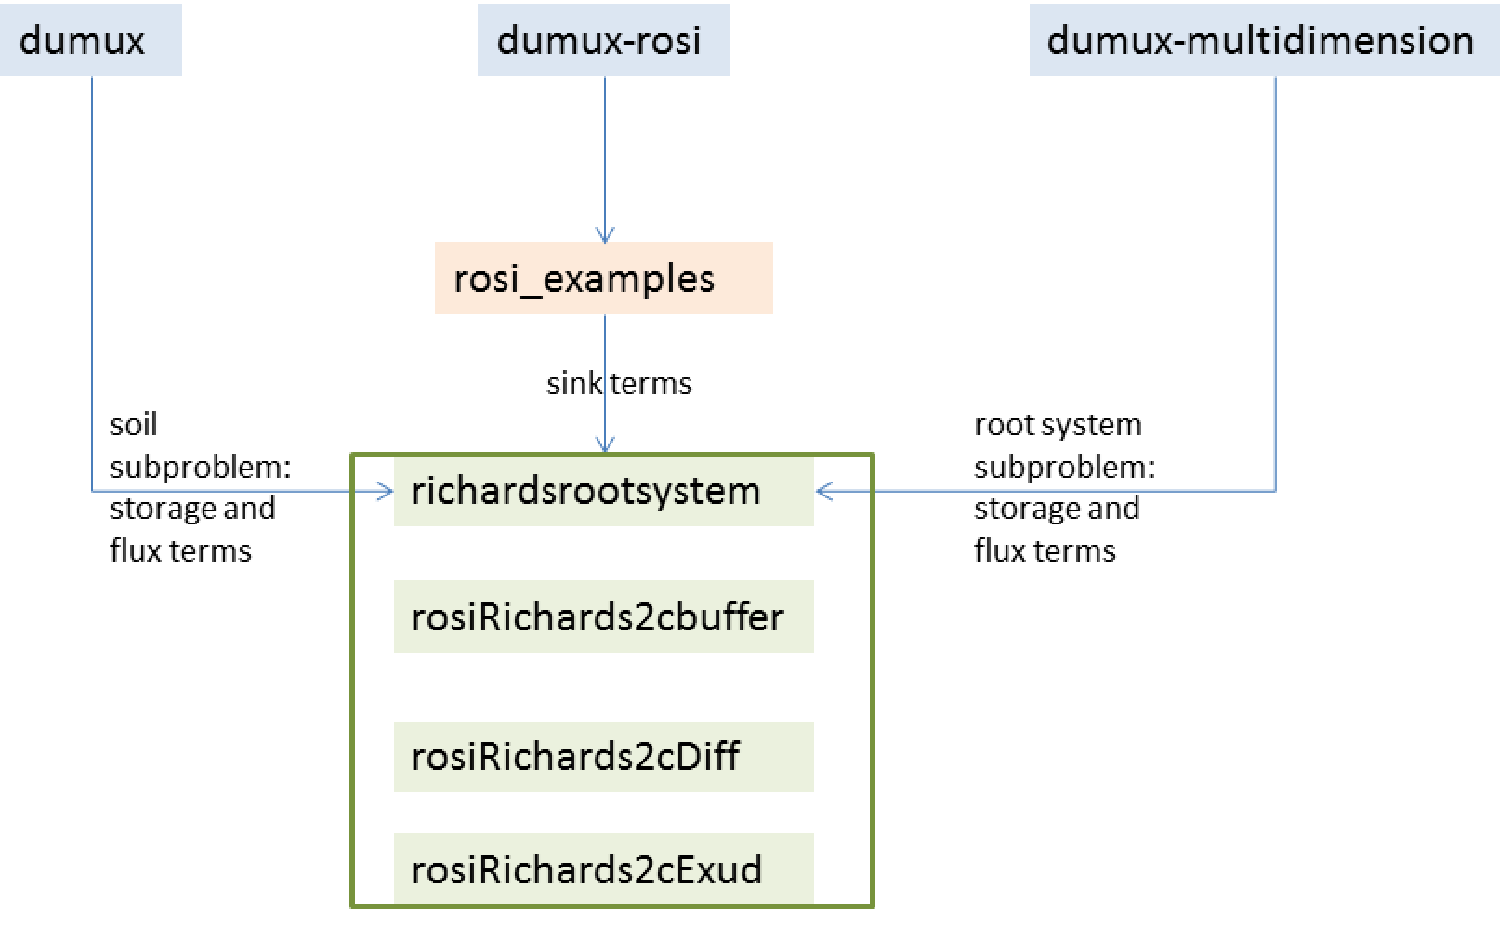 dumux
dumux-rosi
dumux-multidimension
rosi_examples
sink terms
soil
subproblem:
storage and
flux terms
root system
subproblem:
storage and
flux terms
richardsrootsystem
rosiRichards2cbuffer
rosiRichards2cDiff
rosiRichards2cExud